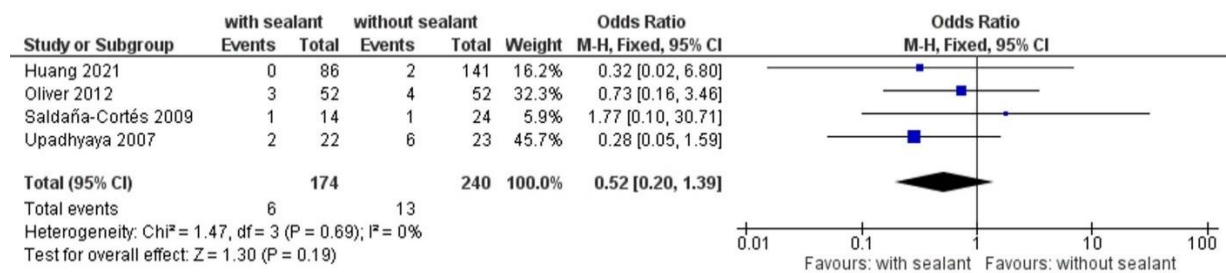 with sealant without sealant Odds Ratio Odds Ratio
Study or Subgroup Events Total Events Total Weight M-H, Fixed, 95% CI M-H, Fixed, 95% CI
Huang 2021 0 86 2 141 16.2% 0.32 [0.02, 6.80]
Oliver 2012 3 52 4 52 32.3% 0.73 [0.16, 3.46]
Saldaña-Cortés 2009 1 14 1 24 5.9% 1.77 [0.10, 30.71]
Upadhyaya 2007 2 22 6 23 45.7% 0.28 [0.05, 1.59]
Total (95% CI) 174 240 100.0% 0.52 [0.20, 1.39]
Total events 6 13
Heterogeneity: Chi² = 1.47, df = 3 (P = 0.69); I² = 0%
Test for overall effect: Z = 1.30 (P = 0.19)
0.01 0.1 1 10 100
Favours: with sealant Favours: without sealant